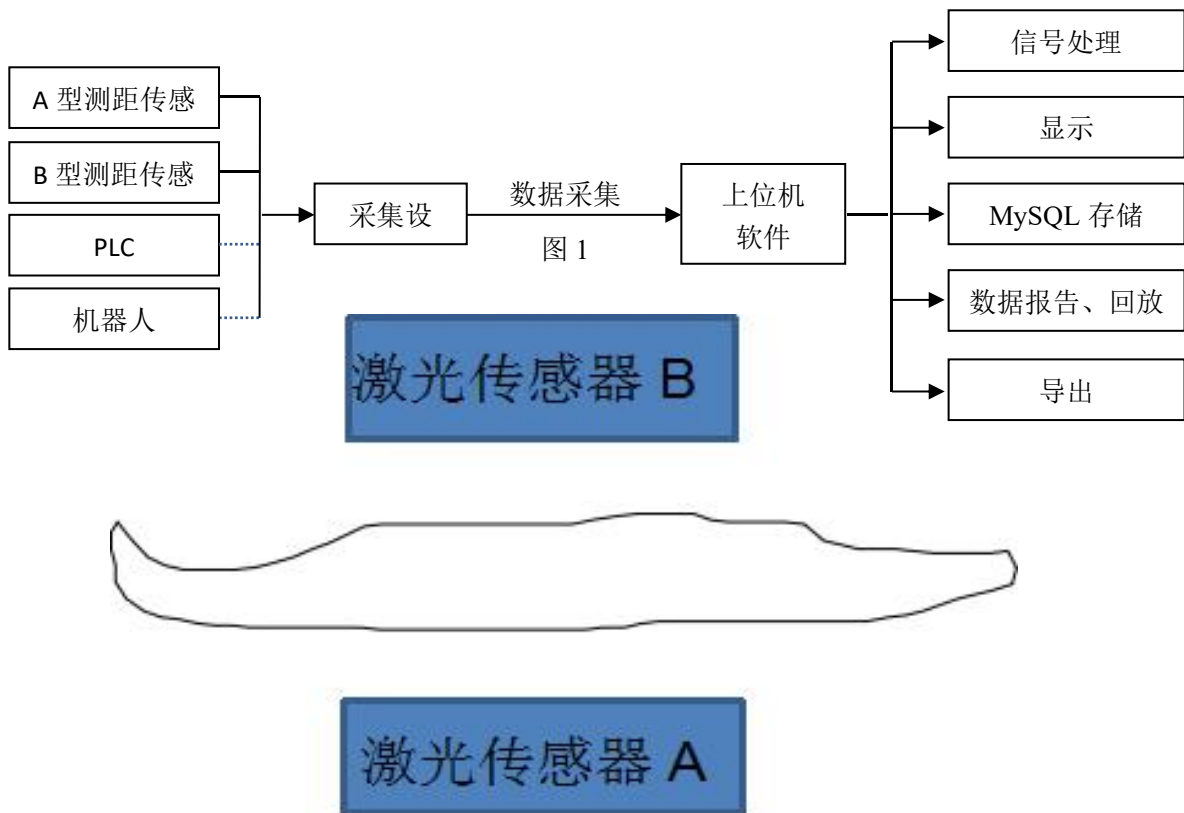 A 型测距传感
B 型测距传感
PLC
机器人
采集设
数据采集
图 1
上位机
软件
信号处理
显示
MySQL 存储
数据报告、回放
导出
激光传感器 B
激光传感器 A